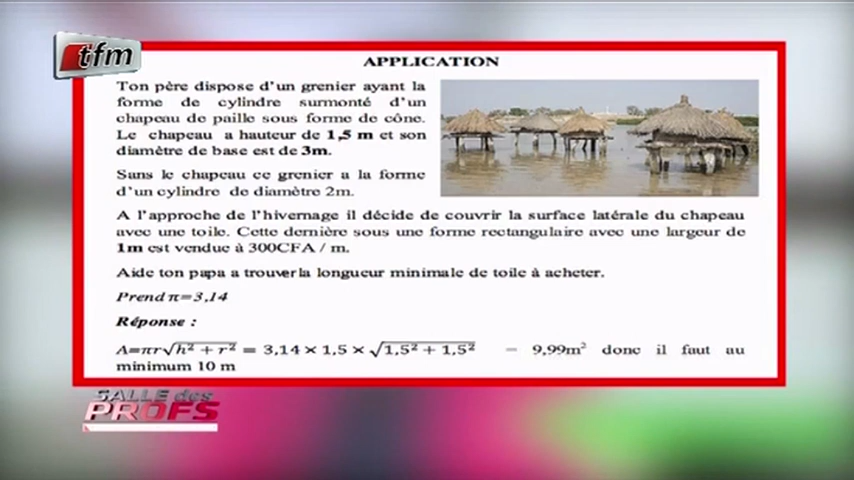 tfm
APPLICATION
Ton père dispose d'un grenier ayant la
forme de cylindre surmonté d'un
chapeau de paille sous forme de cône.
Le chapeau a hauteur de 1,5 m et son
diamètre de base est de 3m.
Sans le chapeau ce grenier a la forme
d'un cylindre de diamètre 2m.
A l'approche de l'hivernage il décide de couvrir la surface latérale du chapeau
avec une toile. Cette dernière sous une forme rectangulaire avec une largeur de
1m est vendue à 300CFA / m.
Aide ton papa a trouver la longueur minimale de toile à acheter.
Prend π=3,14
Réponse :
A=πr√h² + r² = 3,14 × 1,5 × √1,5² + 1,5² = 9,99m² donc il faut au
minimum 10 m
SALLE des
PROFS